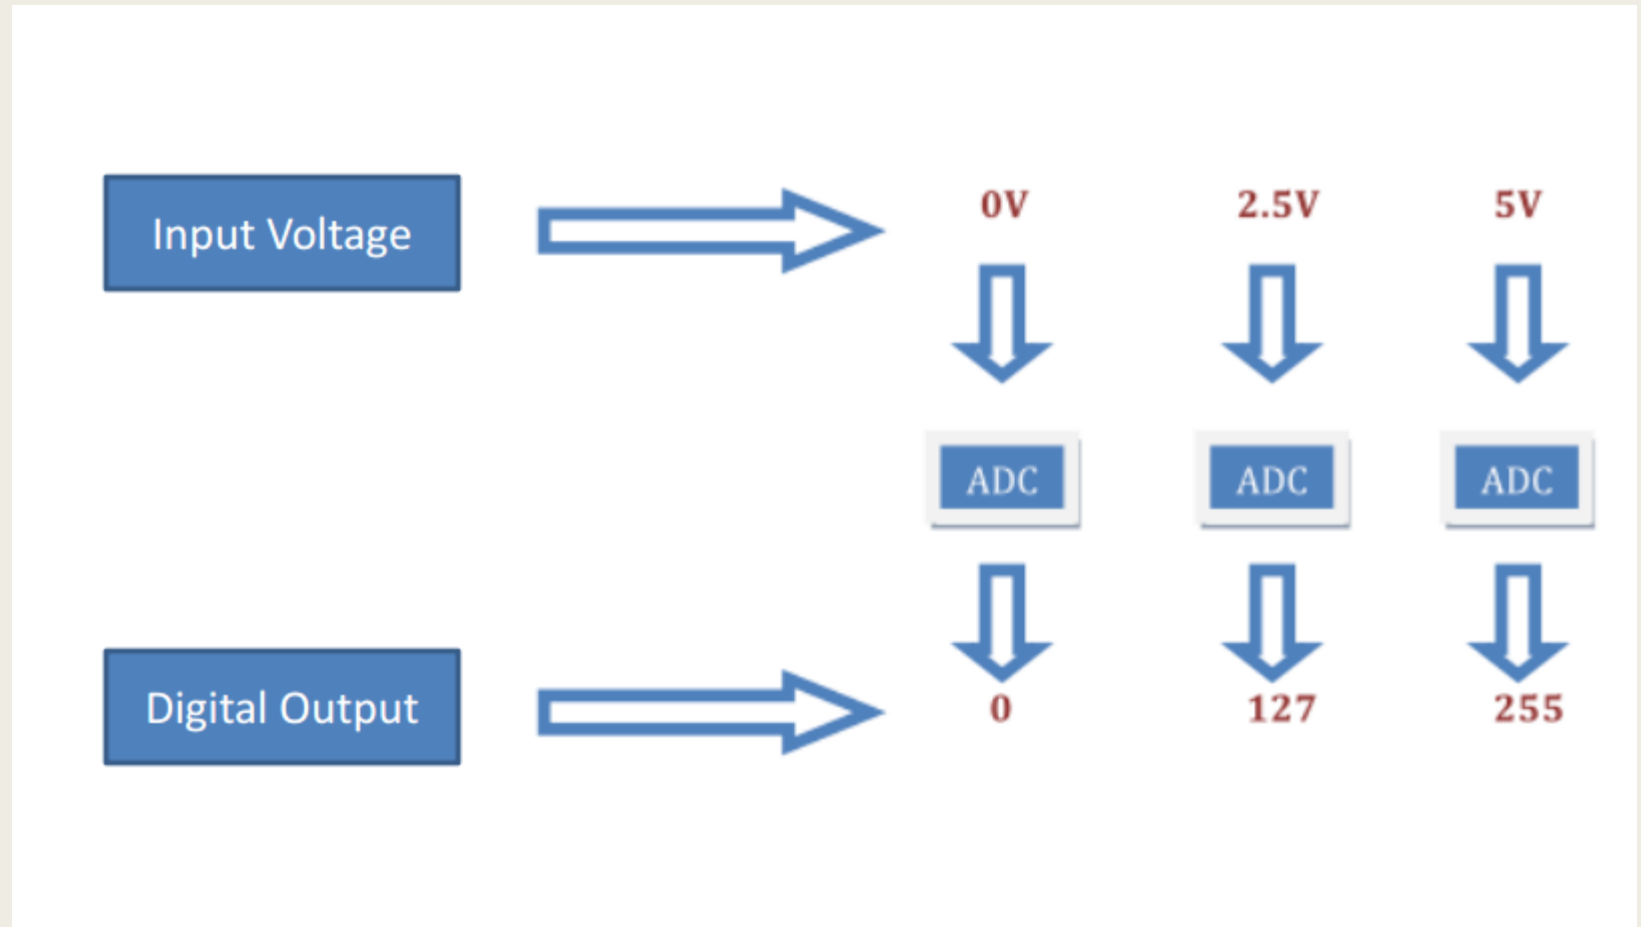 Input Voltage
0V 2.5V 5V
ADC ADC ADC
Digital Output
0 127 255